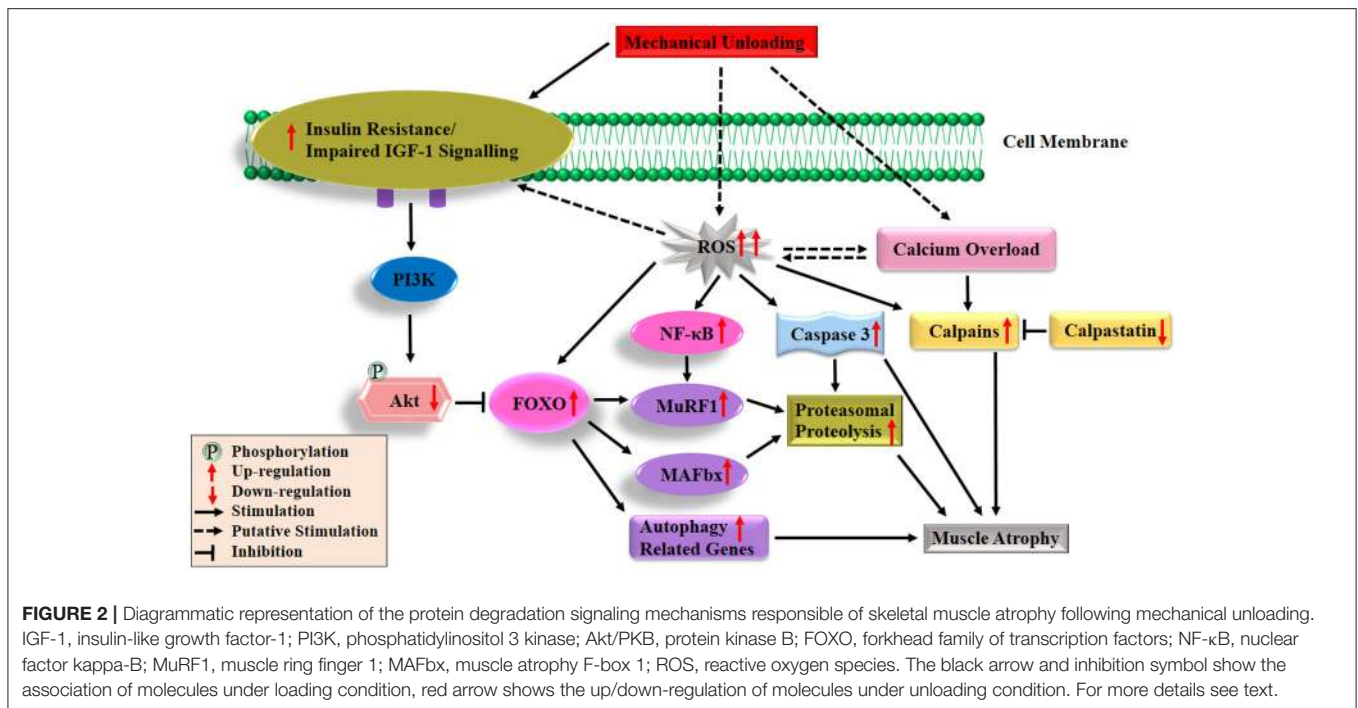 Mechanical Unloading
Insulin Resistance/
Impaired IGF-1 Signalling
Cell Membrane
ROS
Calcium Overload
PI3K
NF-κB
Caspase 3
Calpains
Calpastatin
P
Akt
FOXO
MuRF1
Proteasomal
Proteolysis
MAFbx
Autophagy
Related Genes
Muscle Atrophy
P Phosphorylation
Up-regulation
Down-regulation
Stimulation
Putative Stimulation
Inhibition
FIGURE 2 | Diagrammatic representation of the protein degradation signaling mechanisms responsible of skeletal muscle atrophy following mechanical unloading.
IGF-1, insulin-like growth factor-1; PI3K, phosphatidylinositol 3 kinase; Akt/PKB, protein kinase B; FOXO, forkhead family of transcription factors; NF-κB, nuclear
factor kappa-B; MuRF1, muscle ring finger 1; MAFbx, muscle atrophy F-box 1; ROS, reactive oxygen species. The black arrow and inhibition symbol show the
association of molecules under loading condition, red arrow shows the up/down-regulation of molecules under unloading condition. For more details see text.